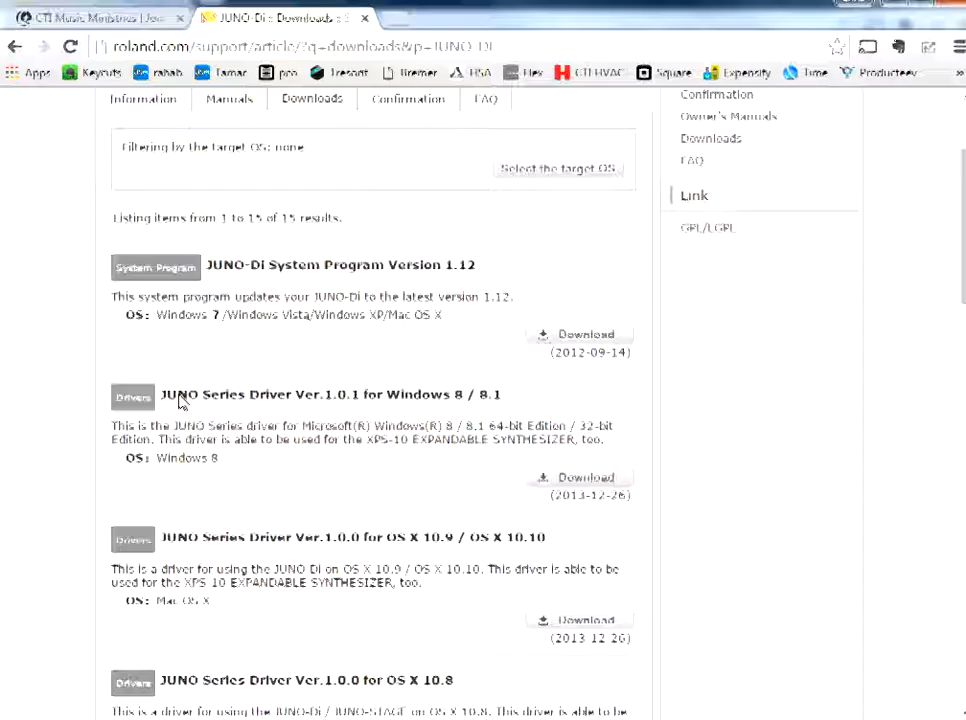 CTI Music Ministries | Jo
JUNO-Di :: Downloads ::
roland.com/support/article/?q=downloads&p=JUNO-Di
Apps Keycuts rahab Tamar pco Tresorit Bremer HSA Flex CTI HVAC Square Expensify Time Producteev »
Information Manuals Downloads Confirmation FAQ
Confirmation
Owner's Manuals
Downloads
FAQ
Link
GPL/LGPL
Filtering by the target OS: none
Select the target OS
Listing items from 1 to 15 of 15 results.
System Program JUNO-Di System Program Version 1.12
This system program updates your JUNO-Di to the latest version 1.12.
OS: Windows 7 /Windows Vista/Windows XP/Mac OS X
Download
(2012-09-14)
Drivers JUNO Series Driver Ver.1.0.1 for Windows 8 / 8.1
This is the JUNO Series driver for Microsoft(R) Windows(R) 8 / 8.1 64-bit Edition / 32-bit
Edition. This driver is able to be used for the XPS-10 EXPANDABLE SYNTHESIZER, too.
OS: Windows 8
Download
(2013-12-26)
Drivers JUNO Series Driver Ver.1.0.0 for OS X 10.9 / OS X 10.10
This is a driver for using the JUNO-Di on OS X 10.9 / OS X 10.10. This driver is able to be
used for the XPS-10 EXPANDABLE SYNTHESIZER, too.
OS: Mac OS X
Download
(2013-12-26)
Drivers JUNO Series Driver Ver.1.0.0 for OS X 10.8
This is a driver for using the JUNO-Di / JUNO-STAGE on OS X 10.8. This driver is able to be